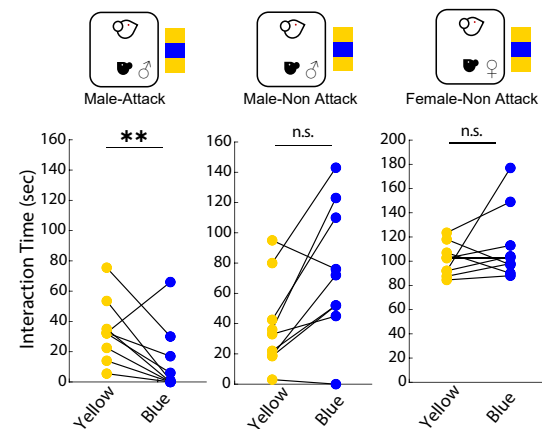 Male-Attack
Male-Non Attack
Female-Non Attack
♂
♂
♀
Interaction Time (sec)
160
140
120
100
80
60
40
20
0
**
Yellow
Blue
160
140
120
100
80
60
40
20
0
n.s.
Yellow
Blue
200
180
160
140
120
100
80
60
40
20
0
n.s.
Yellow
Blue